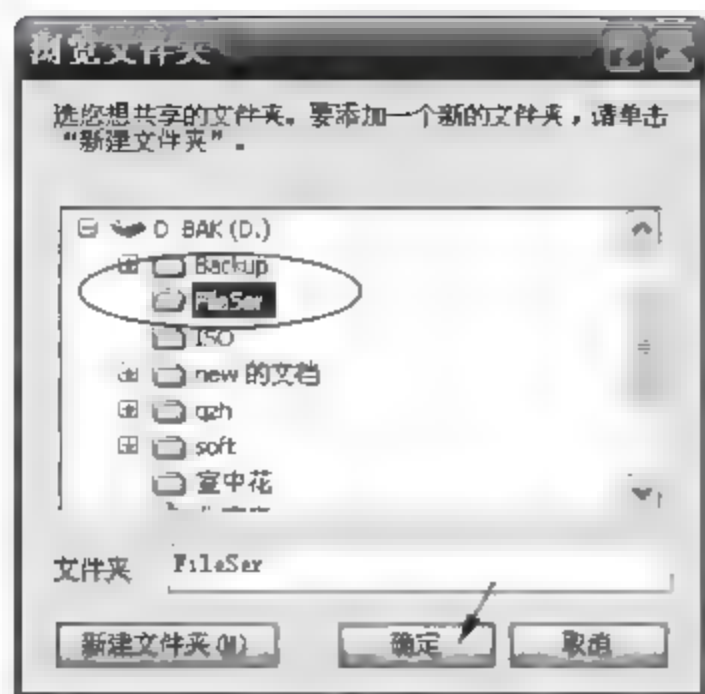 浏览文件夹
选您想共享的文件夹。要添加一个新的文件夹，请单击
“新建文件夹”。
D BAK (D.)
Backup
FileSer
ISO
new 的文档
qzh
soft
室中花
文件夹 FileSer
新建文件夹(M) 确定 取消